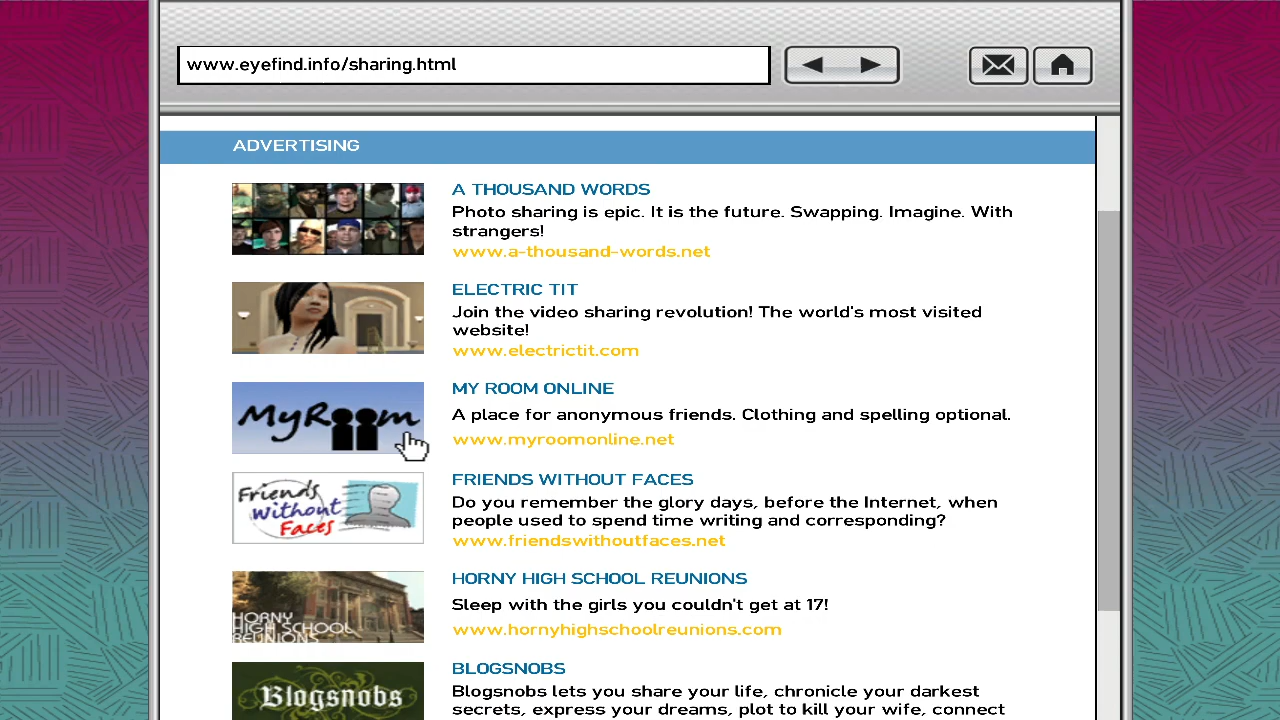 www.eyefind.info/sharing.html
ADVERTISING
A THOUSAND WORDS
Photo sharing is epic. It is the future. Swapping. Imagine. With
strangers!
www.a-thousand-words.net
ELECTRIC TIT
Join the video sharing revolution! The world's most visited
website!
www.electrictit.com
MyRoom
MY ROOM ONLINE
A place for anonymous friends. Clothing and spelling optional.
www.myroomonline.net
Friends
Without
Faces
FRIENDS WITHOUT FACES
Do you remember the glory days, before the Internet, when
people used to spend time writing and corresponding?
www.friendswithoutfaces.net
HORNY
HIGH SCHOOL
REUNIONS
HORNY HIGH SCHOOL REUNIONS
Sleep with the girls you couldn't get at 17!
www.hornyhighschoolreunions.com
Blogsnobs
BLOGSNOBS
Blogsnobs lets you share your life, chronicle your darkest
secrets, express your dreams, plot to kill your wife, connect